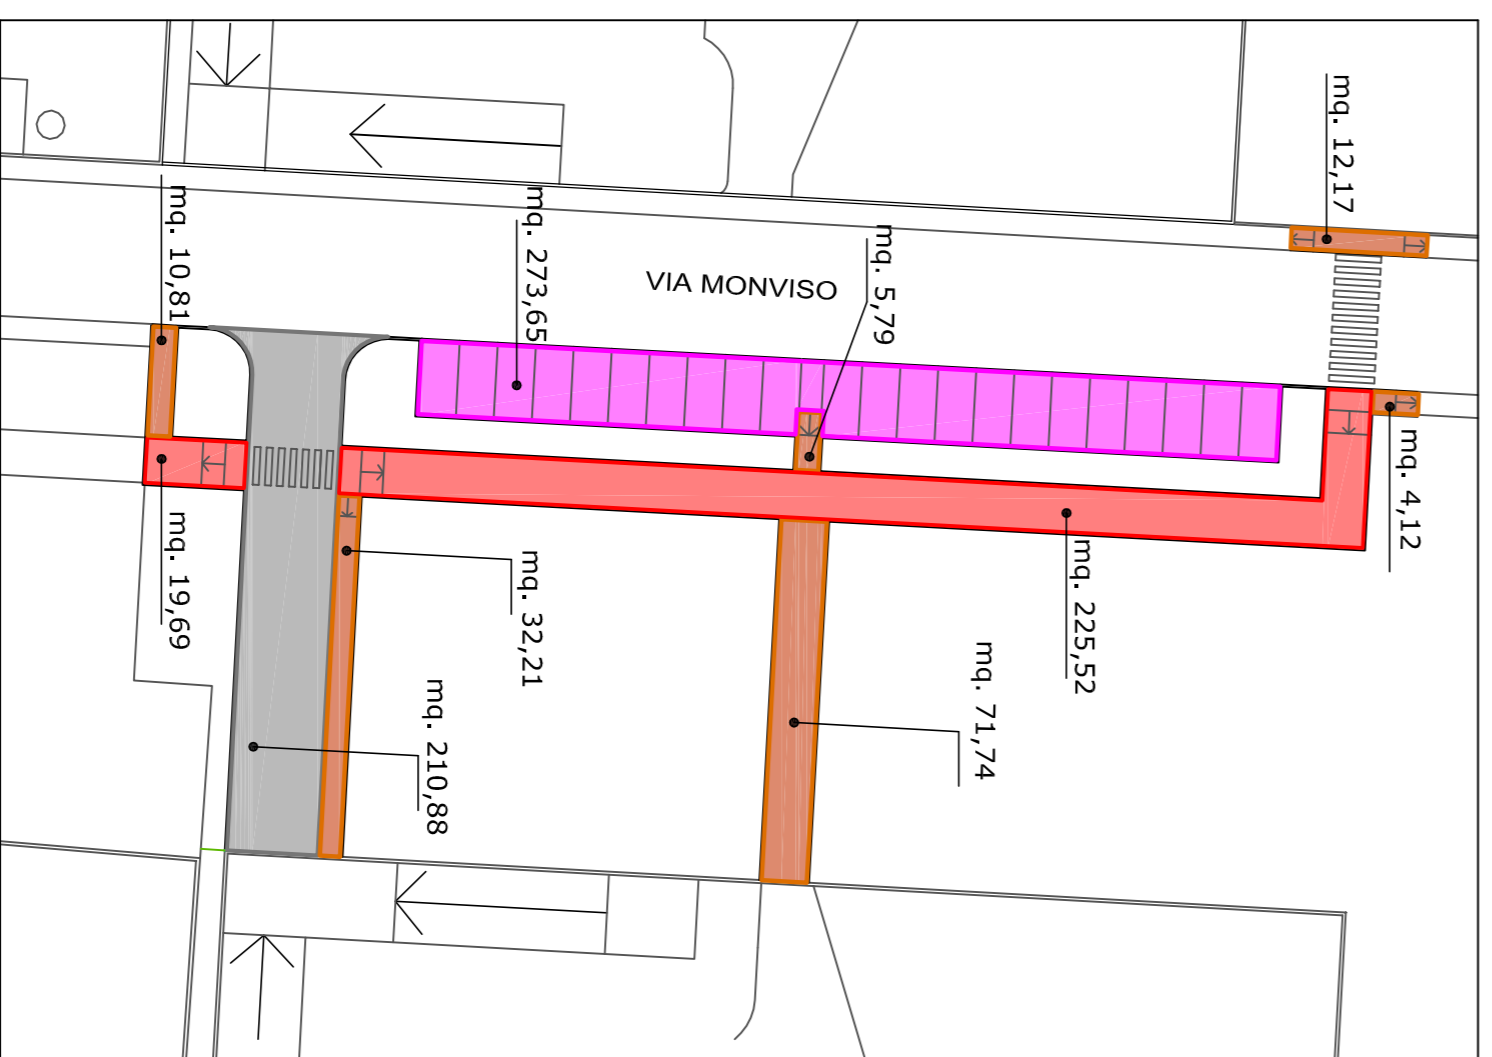 mq. 12,17
mq. 10,81
mq. 273,65
VIA MONVISO
mq. 5,79
mq. 4,12
mq. 19,69
mq. 32,21
mq. 225,52
mq. 71,74
mq. 210,88